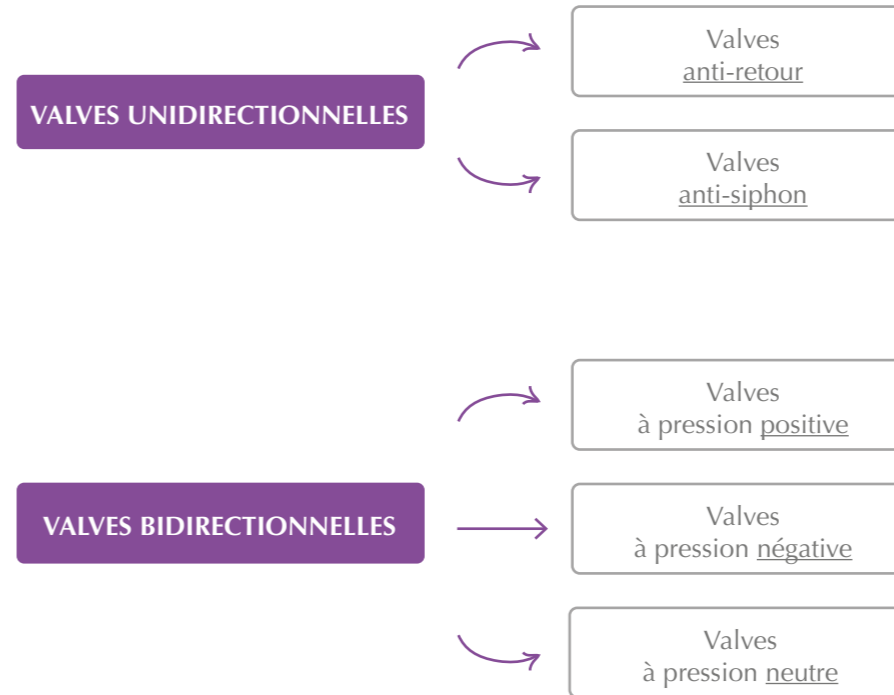 Valves
anti-retour
VALVES UNIDIRECTIONNELLES
Valves
anti-siphon
Valves
à pression positive
VALVES BIDIRECTIONNELLES
Valves
à pression négative
Valves
à pression neutre